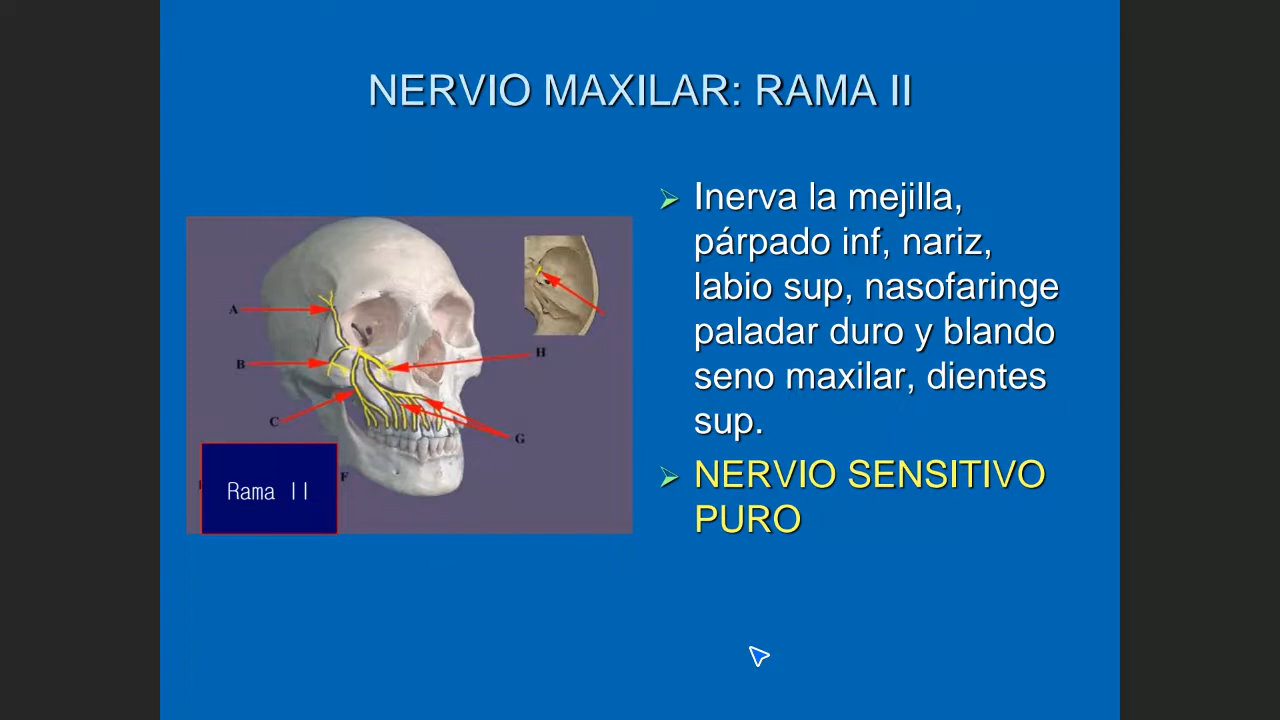 NERVIO MAXILAR: RAMA II
Inerva la mejilla,
párpado inf, nariz,
labio sup, nasofaringe
paladar duro y blando
seno maxilar, dientes
sup.
NERVIO SENSITIVO
PURO
A
B
C
H
G
F
Rama II